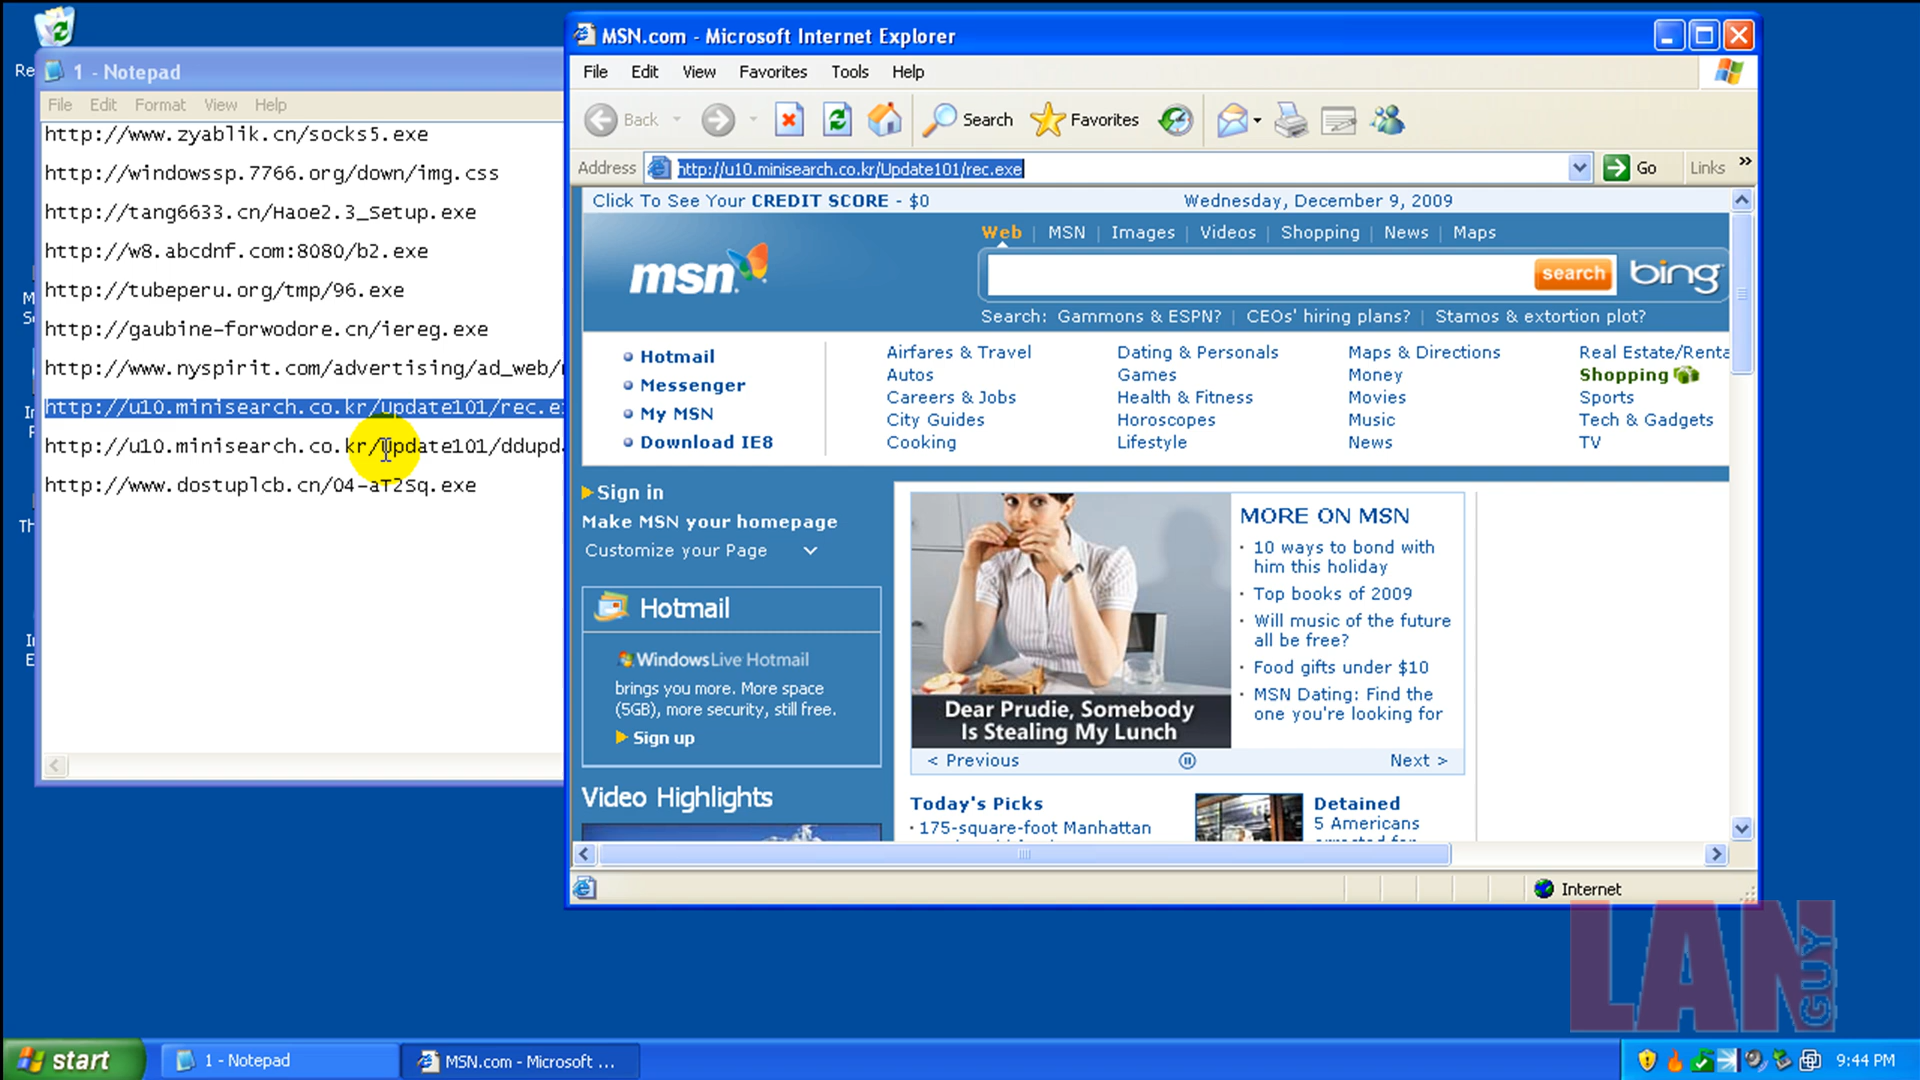 Re
1 - Notepad
File Edit Format View Help
http://www.zyablik.cn/socks5.exe
http://windowssp.7766.org/down/img.css
http://tang6633.cn/Haoe2.3_Setup.exe
http://w8.abcdnf.com:8080/b2.exe
http://tubeperu.org/tmp/96.exe
http://gaubine-forwodore.cn/iereg.exe
http://www.nyspirit.com/advertising/ad_web/
http://u10.minisearch.co.kr/Update101/rec.e
http://u10.minisearch.co.kr/Update101/ddupd
http://www.dostuplcb.cn/04-aT2Sq.exe
M
S
I
F
Th
I
E
MSN.com - Microsoft Internet Explorer
File Edit View Favorites Tools Help
Back Search Favorites
Address http://u10.minisearch.co.kr/Update101/rec.exe Go Links »
Click To See Your CREDIT SCORE - $0 Wednesday, December 9, 2009
Web MSN Images Videos Shopping News Maps
msn. search bing
Search: Gammons & ESPN? CEOs' hiring plans? Stamos & extortion plot?
Hotmail
Messenger
My MSN
Download IE8
Airfares & Travel
Autos
Careers & Jobs
City Guides
Cooking
Dating & Personals
Games
Health & Fitness
Horoscopes
Lifestyle
Maps & Directions
Money
Movies
Music
News
Real Estate/Renta
Shopping
Sports
Tech & Gadgets
TV
Sign in
Make MSN your homepage
Customize your Page
Hotmail
Windows Live Hotmail
brings you more. More space
(5GB), more security, still free.
Sign up
Video Highlights
Dear Prudie, Somebody
Is Stealing My Lunch
< Previous Next >
MORE ON MSN
· 10 ways to bond with
him this holiday
· Top books of 2009
· Will music of the future
all be free?
· Food gifts under $10
· MSN Dating: Find the
one you're looking for
Today's Picks
· 175-square-foot Manhattan
Detained
5 Americans
Internet
LAN
GUY
start 1 - Notepad MSN.com - Microsoft ... 9:44 PM